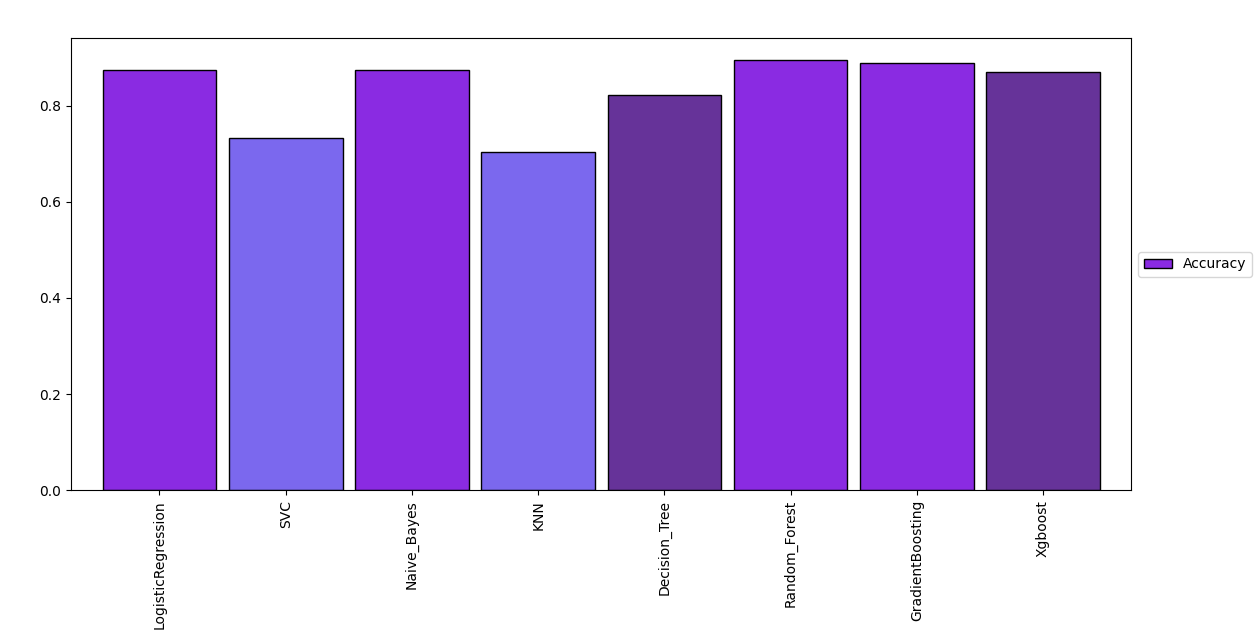 0.8
0.6
0.4
0.2
0.0
LogisticRegression
SVC
Naive_Bayes
KNN
Decision_Tree
Random_Forest
GradientBoosting
Xgboost
Accuracy